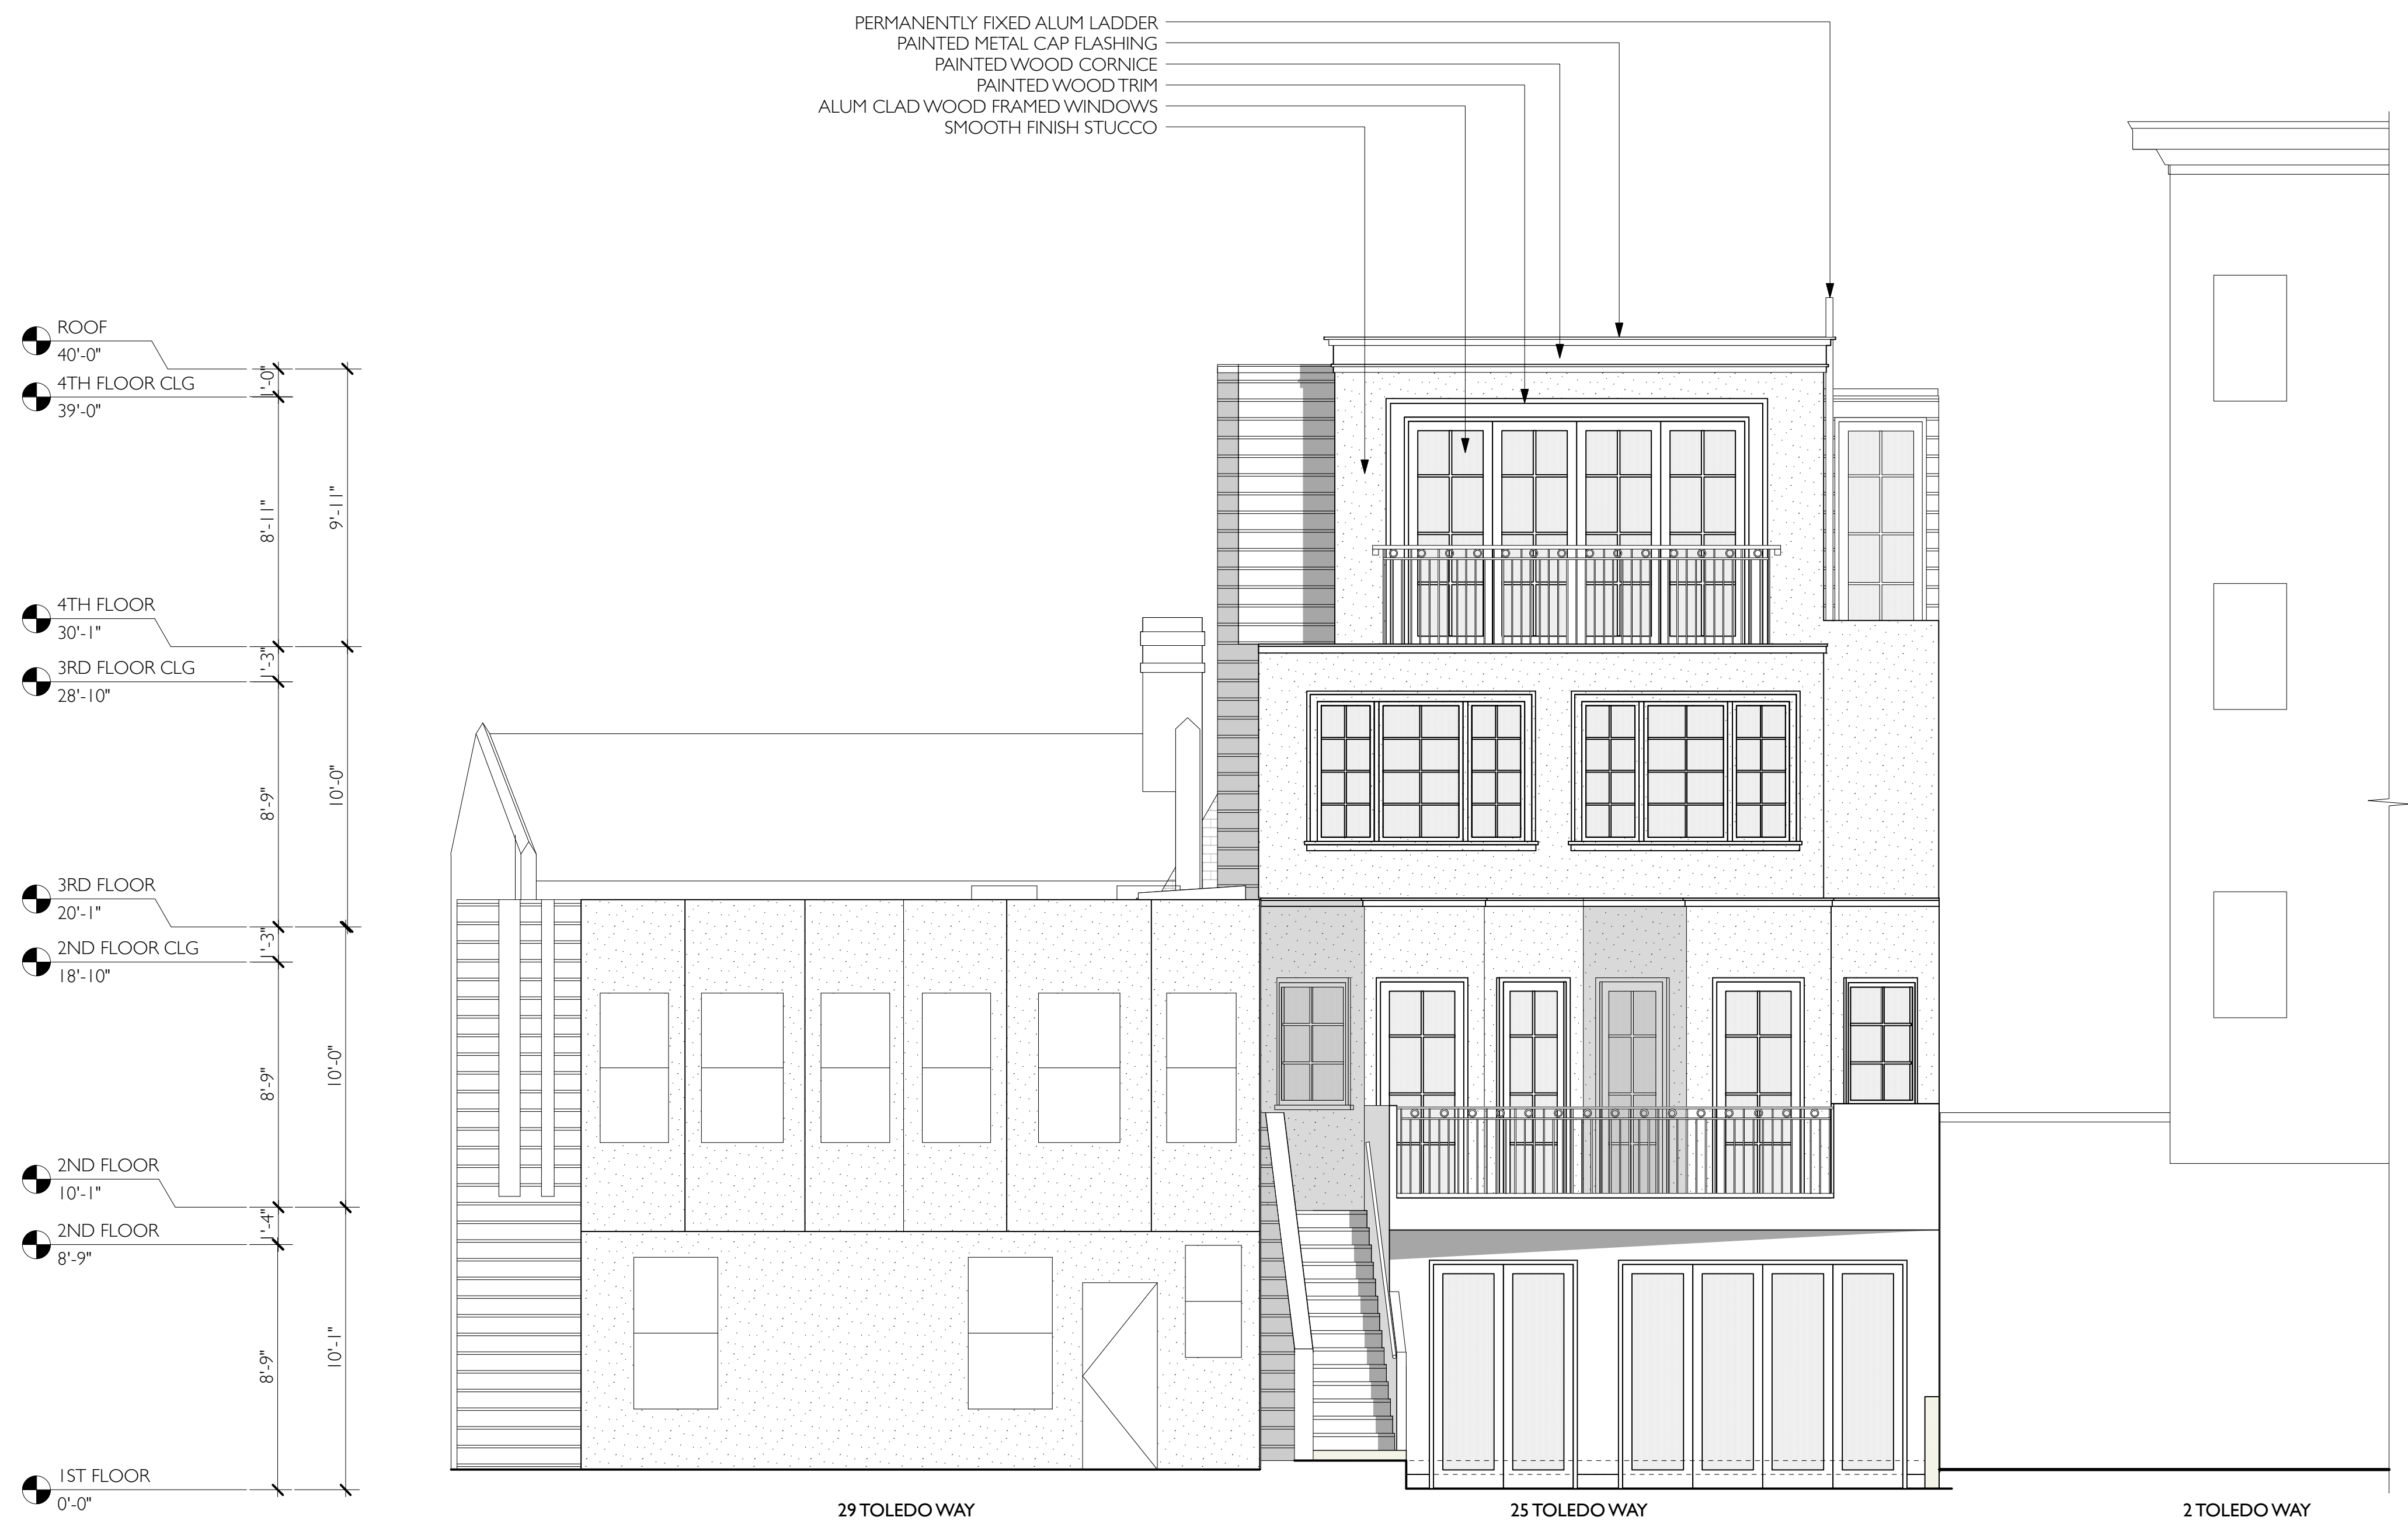 PERMANENTLY FIXED ALUM LADDER
PAINTED METAL CAP FLASHING
PAINTED WOOD CORNICE
PAINTED WOOD TRIM
ALUM CLAD WOOD FRAMED WINDOWS
SMOOTH FINISH STUCCO
ROOF
40'-0"
4TH FLOOR CLG
39'-0"
1'-0"
8'-11"
9'-11"
4TH FLOOR
30'-1"
1'-3"
3RD FLOOR CLG
28'-10"
8'-9"
10'-0"
3RD FLOOR
20'-1"
1'-3"
2ND FLOOR CLG
18'-10"
8'-9"
10'-0"
2ND FLOOR
10'-1"
1'-4"
2ND FLOOR
8'-9"
8'-9"
10'-1"
1ST FLOOR
0'-0"
29 TOLEDO WAY
25 TOLEDO WAY
2 TOLEDO WAY